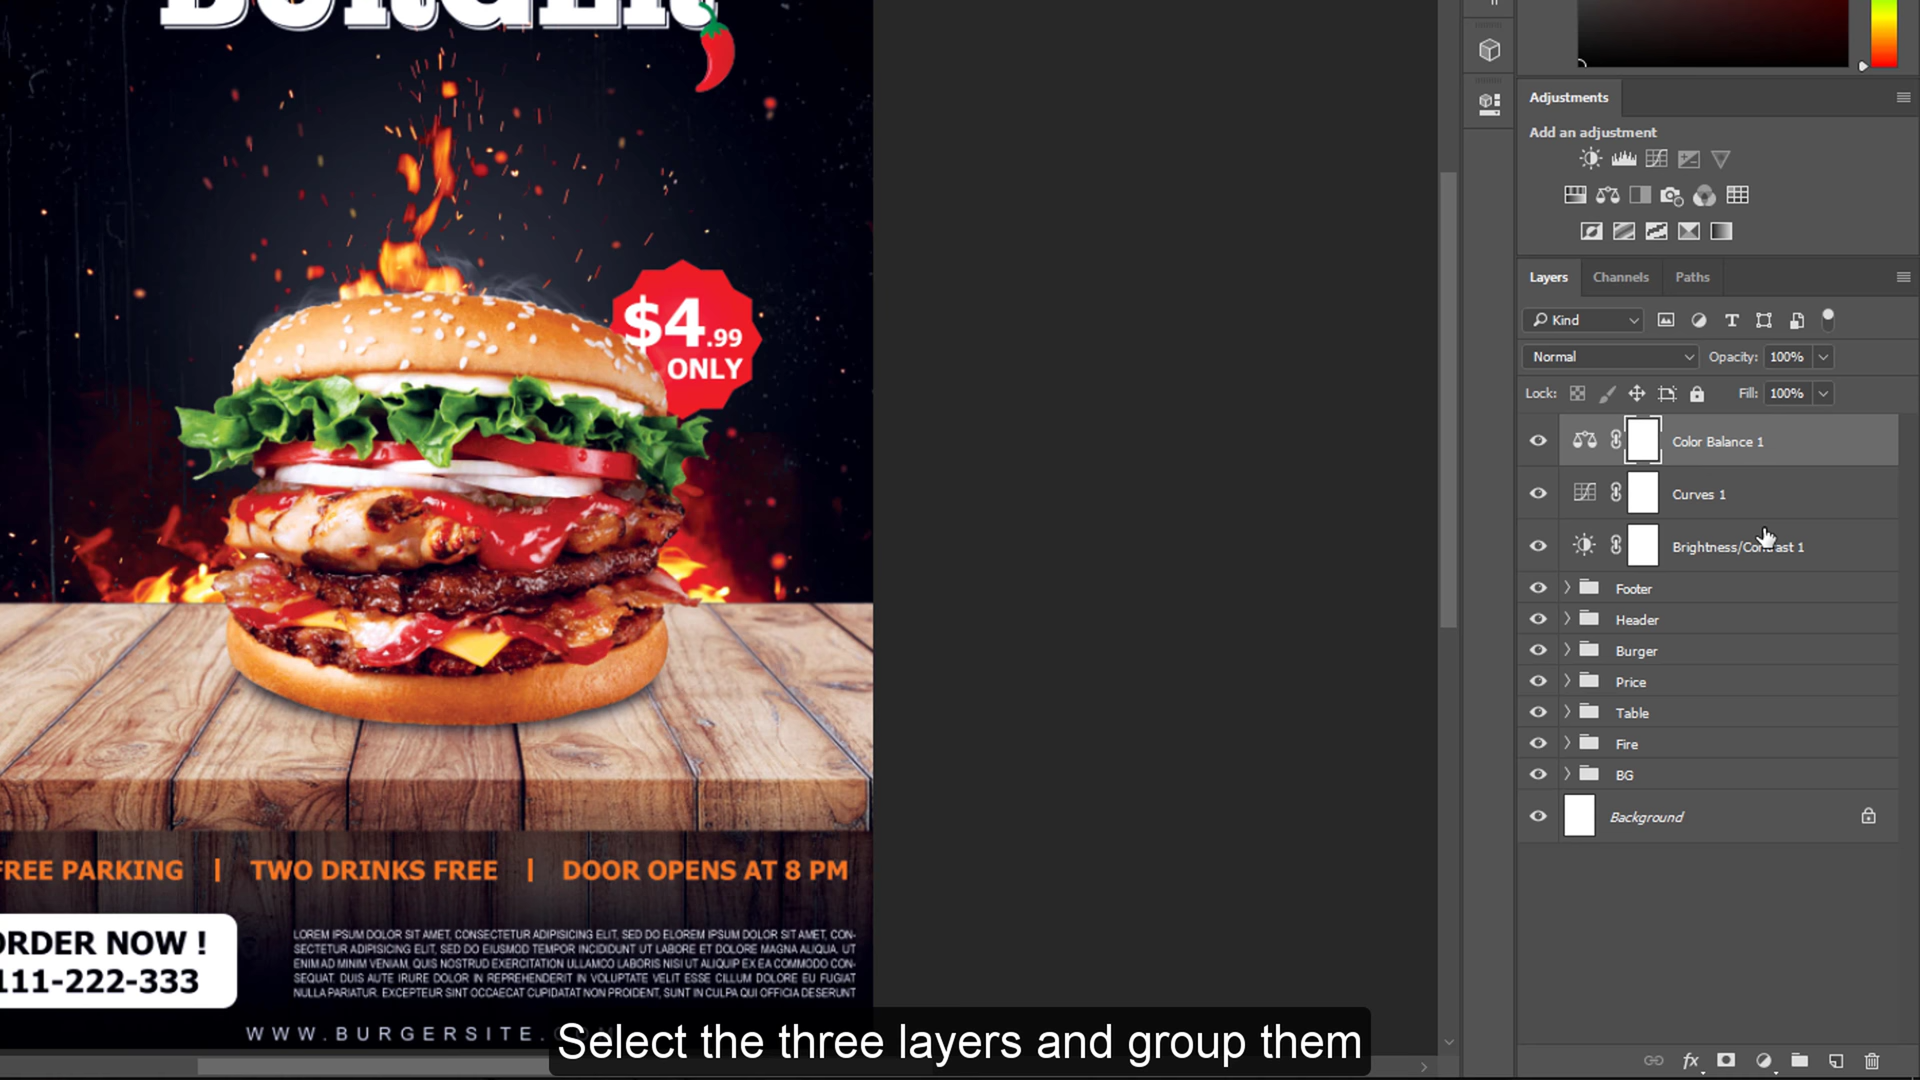 BURGER
$4.99
ONLY
FREE PARKING | TWO DRINKS FREE | DOOR OPENS AT 8 PM
ORDER NOW !
111-222-333
LOREM IPSUM DOLOR SIT AMET, CONSECTETUR ADIPISICING ELIT, SED DO ELOREM IPSUM DOLOR SIT AMET, CON-
SECTETUR ADIPISICING ELIT, SED DO EIUSMOD TEMPOR INCIDIDUNT UT LABORE ET DOLORE MAGNA ALIQUA. UT
ENIM AD MINIM VENIAM, QUIS NOSTRUD EXERCITATION ULLAMCO LABORIS NISI UT ALIQUIP EX EA COMMODO CON-
SEQUAT. DUIS AUTE IRURE DOLOR IN REPREHENDERIT IN VOLUPTATE VELIT ESSE CILLUM DOLORE EU FUGIAT
NULLA PARIATUR. EXCEPTEUR SINT OCCAECAT CUPIDATAT NON PROIDENT, SUNT IN CULPA QUI OFFICIA DESERUNT
WWW.BURGERSITE.
Select the three layers and group them
Adjustments
Add an adjustment
Layers Channels Paths
Kind
Normal Opacity: 100%
Lock: Fill: 100%
Color Balance 1
Curves 1
Brightness/Contrast 1
Footer
Header
Burger
Price
Table
Fire
BG
Background
fx